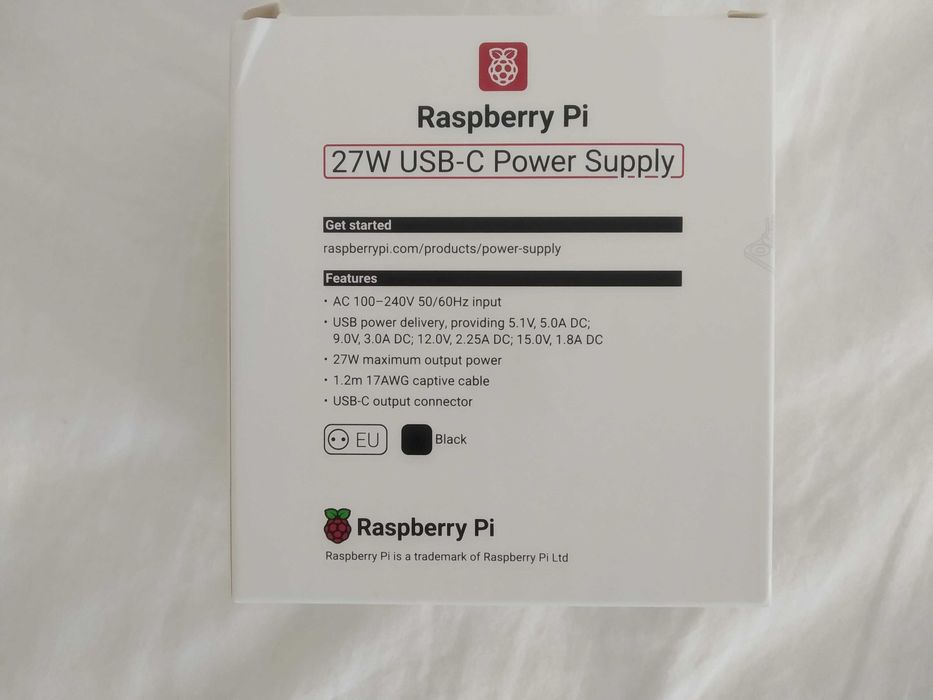 Raspberry Pi
27W USB-C Power Supply
Get started
raspberrypi.com/products/power-supply
Features
• AC 100–240V 50/60Hz input
• USB power delivery, providing 5.1V, 5.0A DC;
9.0V, 3.0A DC; 12.0V, 2.25A DC; 15.0V, 1.8A DC
• 27W maximum output power
• 1.2m 17AWG captive cable
• USB-C output connector
EU Black
Raspberry Pi
Raspberry Pi is a trademark of Raspberry Pi Ltd